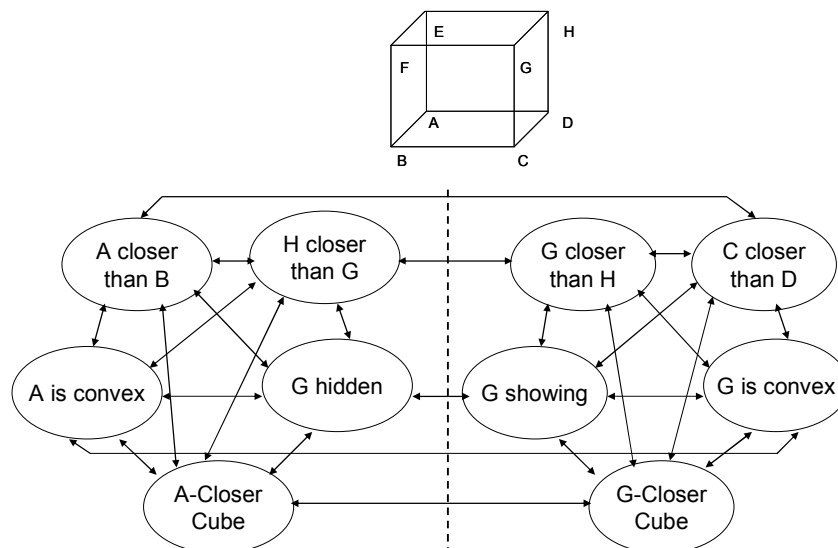 E
H
F
G
A
D
B
C
A closer
than B
H closer
than G
G closer
than H
C closer
than D
A is convex
G hidden
G showing
G is convex
A-Closer
Cube
G-Closer
Cube